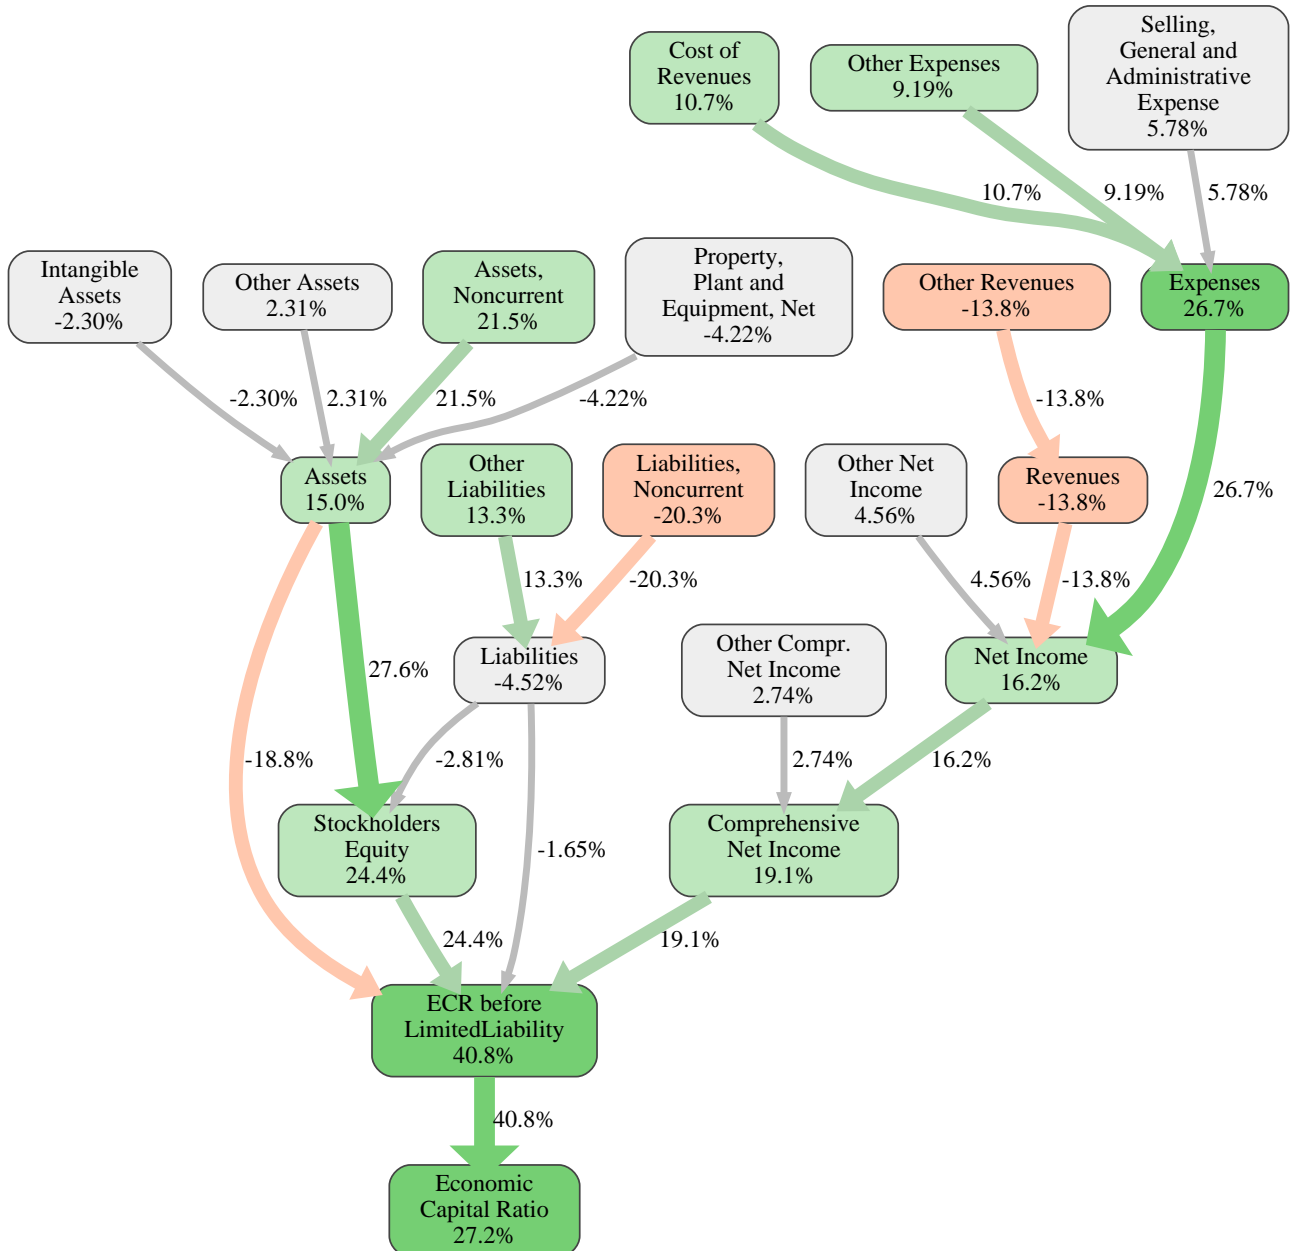 Cost of
Revenues
10.7%
Other Expenses
9.19%
Selling,
General and
Administrative
Expense
5.78%
10.7%
9.19%
5.78%
Intangible
Assets
-2.30%
Other Assets
2.31%
Assets,
Noncurrent
21.5%
Property,
Plant and
Equipment, Net
-4.22%
Other Revenues
-13.8%
Expenses
26.7%
-2.30%
2.31%
21.5%
-4.22%
-13.8%
Assets
15.0%
Other
Liabilities
13.3%
Liabilities,
Noncurrent
-20.3%
Other Net
Income
4.56%
Revenues
-13.8%
26.7%
13.3%
-20.3%
4.56%
-13.8%
27.6%
Liabilities
-4.52%
Other Compr.
Net Income
2.74%
Net Income
16.2%
-18.8%
-2.81%
2.74%
16.2%
Stockholders
Equity
24.4%
-1.65%
Comprehensive
Net Income
19.1%
24.4%
19.1%
ECR before
LimitedLiability
40.8%
40.8%
Economic
Capital Ratio
27.2%